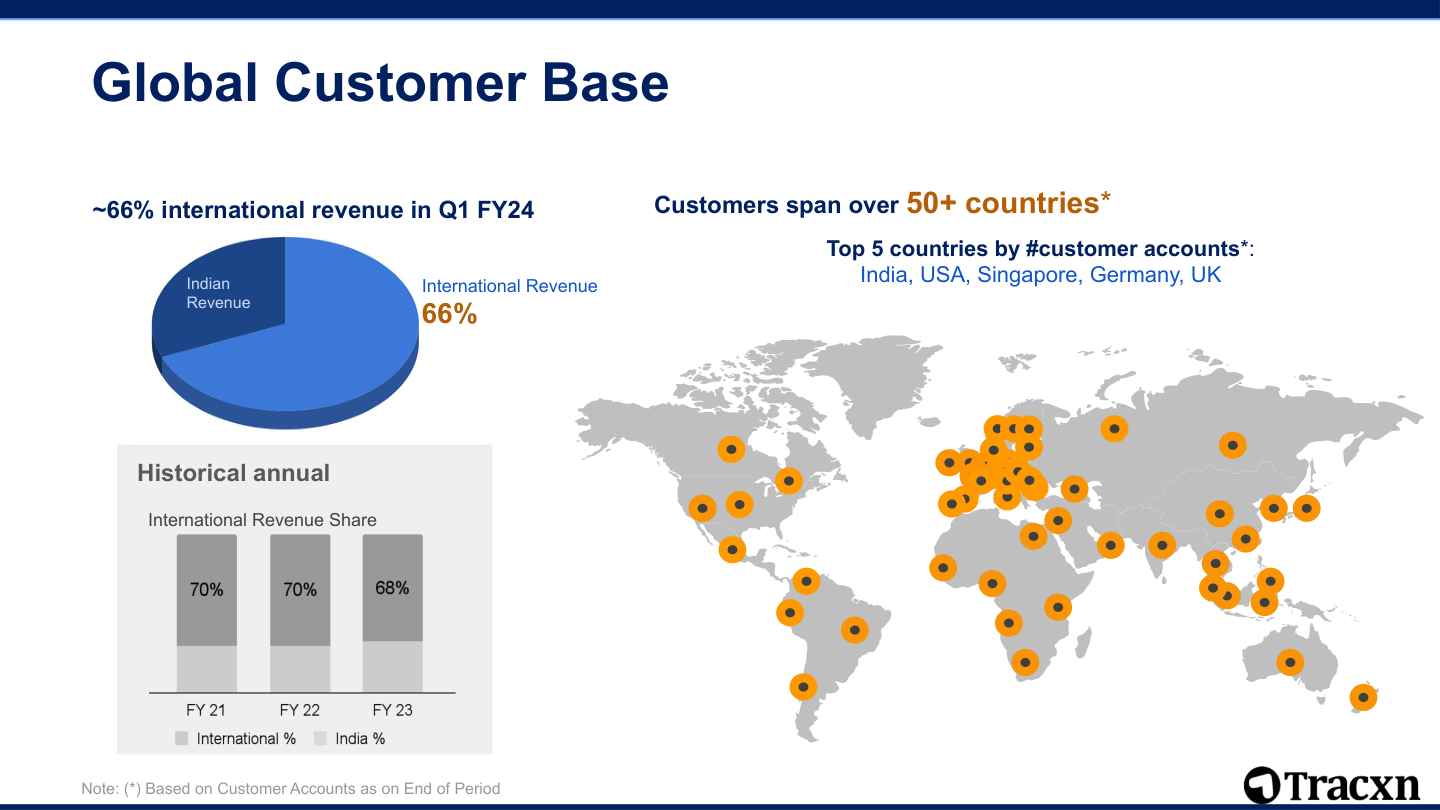 Global Customer Base
~66% international revenue in Q1 FY24
Indian
Revenue
International Revenue
66%
Historical annual
International Revenue Share
70%
70%
68%
FY 21
FY 22
FY 23
International %
India %
Customers span over 50+ countries*
Top 5 countries by #customer accounts*:
India, USA, Singapore, Germany, UK
Note: (*) Based on Customer Accounts as on End of Period
Tracxn